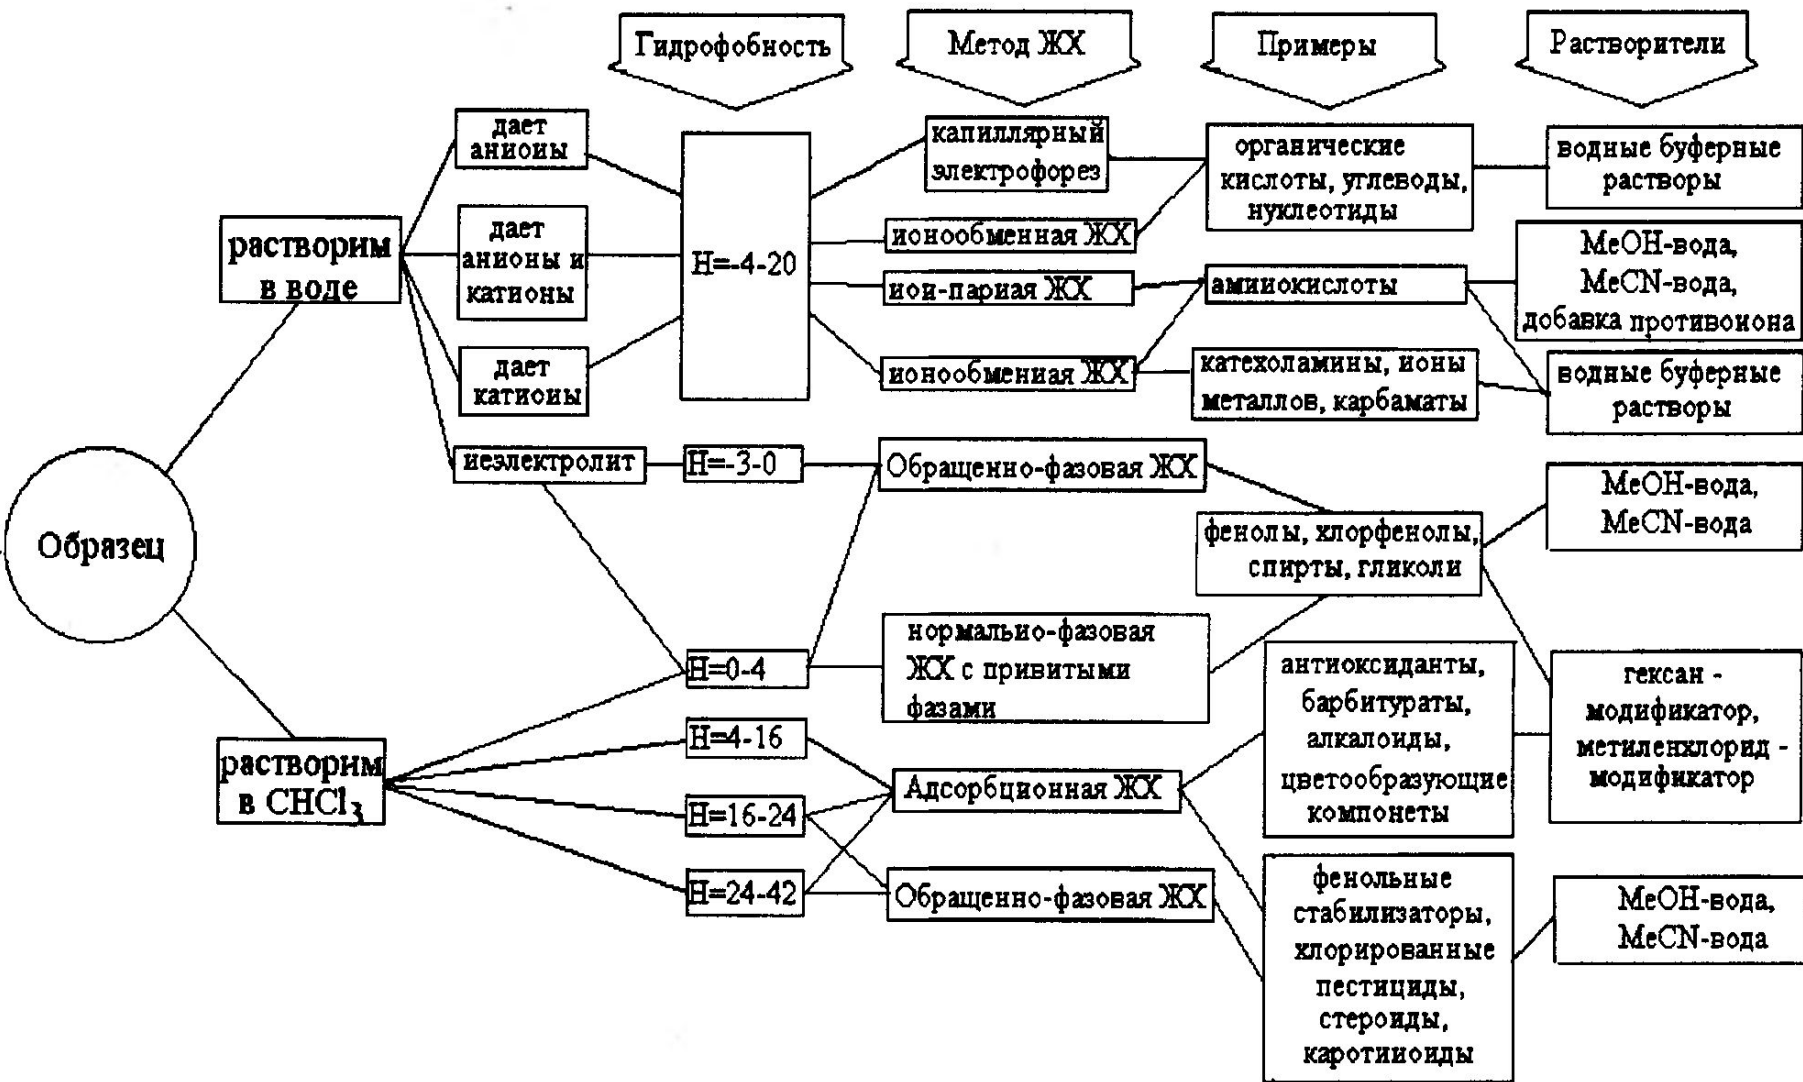 Гидрофобность
Метод ЖХ
Примеры
Растворители
дает
анионы
капиллярный
электрофорез
органические
кислоты, углеводы,
нуклеотиды
водные буферные
растворы
растворим
в воде
дает
анионы и
катионы
H=-4-20
ионообменная ЖХ
иои-париая ЖХ
аминокислоты
MeOH-вода,
MeCN-вода,
добавка противоиона
дает
катионы
ионообмениая ЖХ
катехоламины, ионы
металлов, карбаматы
водные буферные
растворы
неэлектролит
H=-3-0
Обращенно-фазовая ЖХ
MeOH-вода,
MeCN-вода
фенолы, хлорфенолы,
спирты, гликоли
Образец
H=0-4
нормально-фазовая
ЖХ с привитыми
фазами
антиоксиданты,
барбитураты,
алкалоиды,
цветообразующие
компонеты
гексан -
модификатор,
метиленхлорид -
модификатор
растворим
в CHCl3
H=4-16
H=16-24
H=24-42
Адсорбционная ЖХ
Обращенно-фазовая ЖХ
фенольные
стабилизаторы,
хлорированные
пестициды,
стероиды,
каротиноиды
MeOH-вода,
MeCN-вода